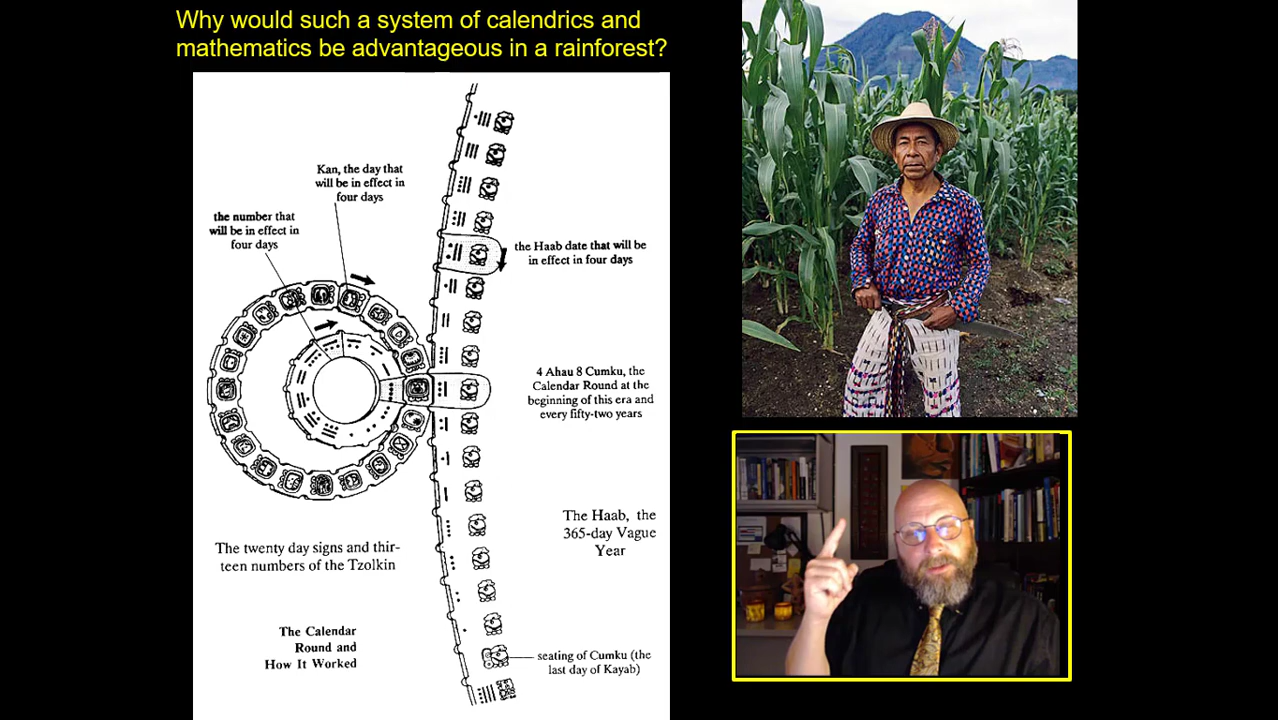 Why would such a system of calendrics and
mathematics be advantageous in a rainforest?
Kan, the day that
will be in effect in
four days
the number that
will be in effect in
four days
the Haab date that will be
in effect in four days
4 Ahau 8 Cumku, the
Calendar Round at the
beginning of this era and
every fifty-two years
The Haab, the
365-day Vague
Year
The twenty day signs and thir-
teen numbers of the Tzolkin
The Calendar
Round and
How It Worked
seating of Cumku (the
last day of Kayab)